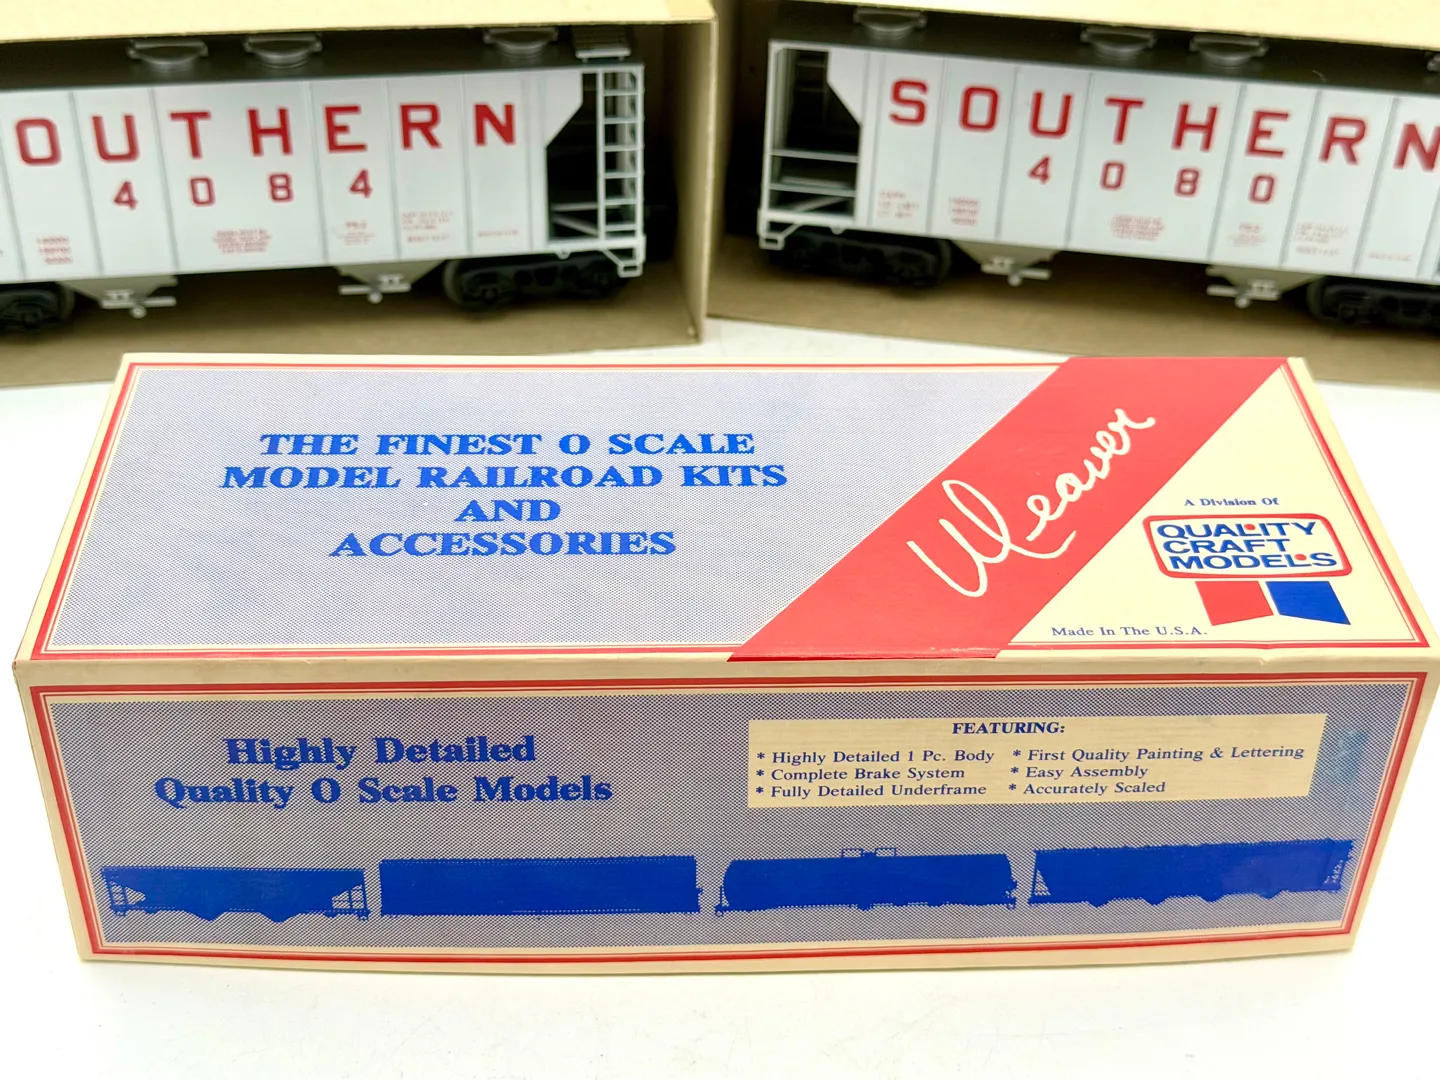 OUTHERN
4084
SOUTHERN
4080
THE FINEST O SCALE
MODEL RAILROAD KITS
AND
ACCESSORIES
Weaver
A Division Of
QUALITY
CRAFT
MODELS
Made In The U.S.A.
Highly Detailed
Quality O Scale Models
FEATURING:
* Highly Detailed 1 Pc. Body
* Complete Brake System
* Fully Detailed Underframe
* First Quality Painting & Lettering
* Easy Assembly
* Accurately Scaled